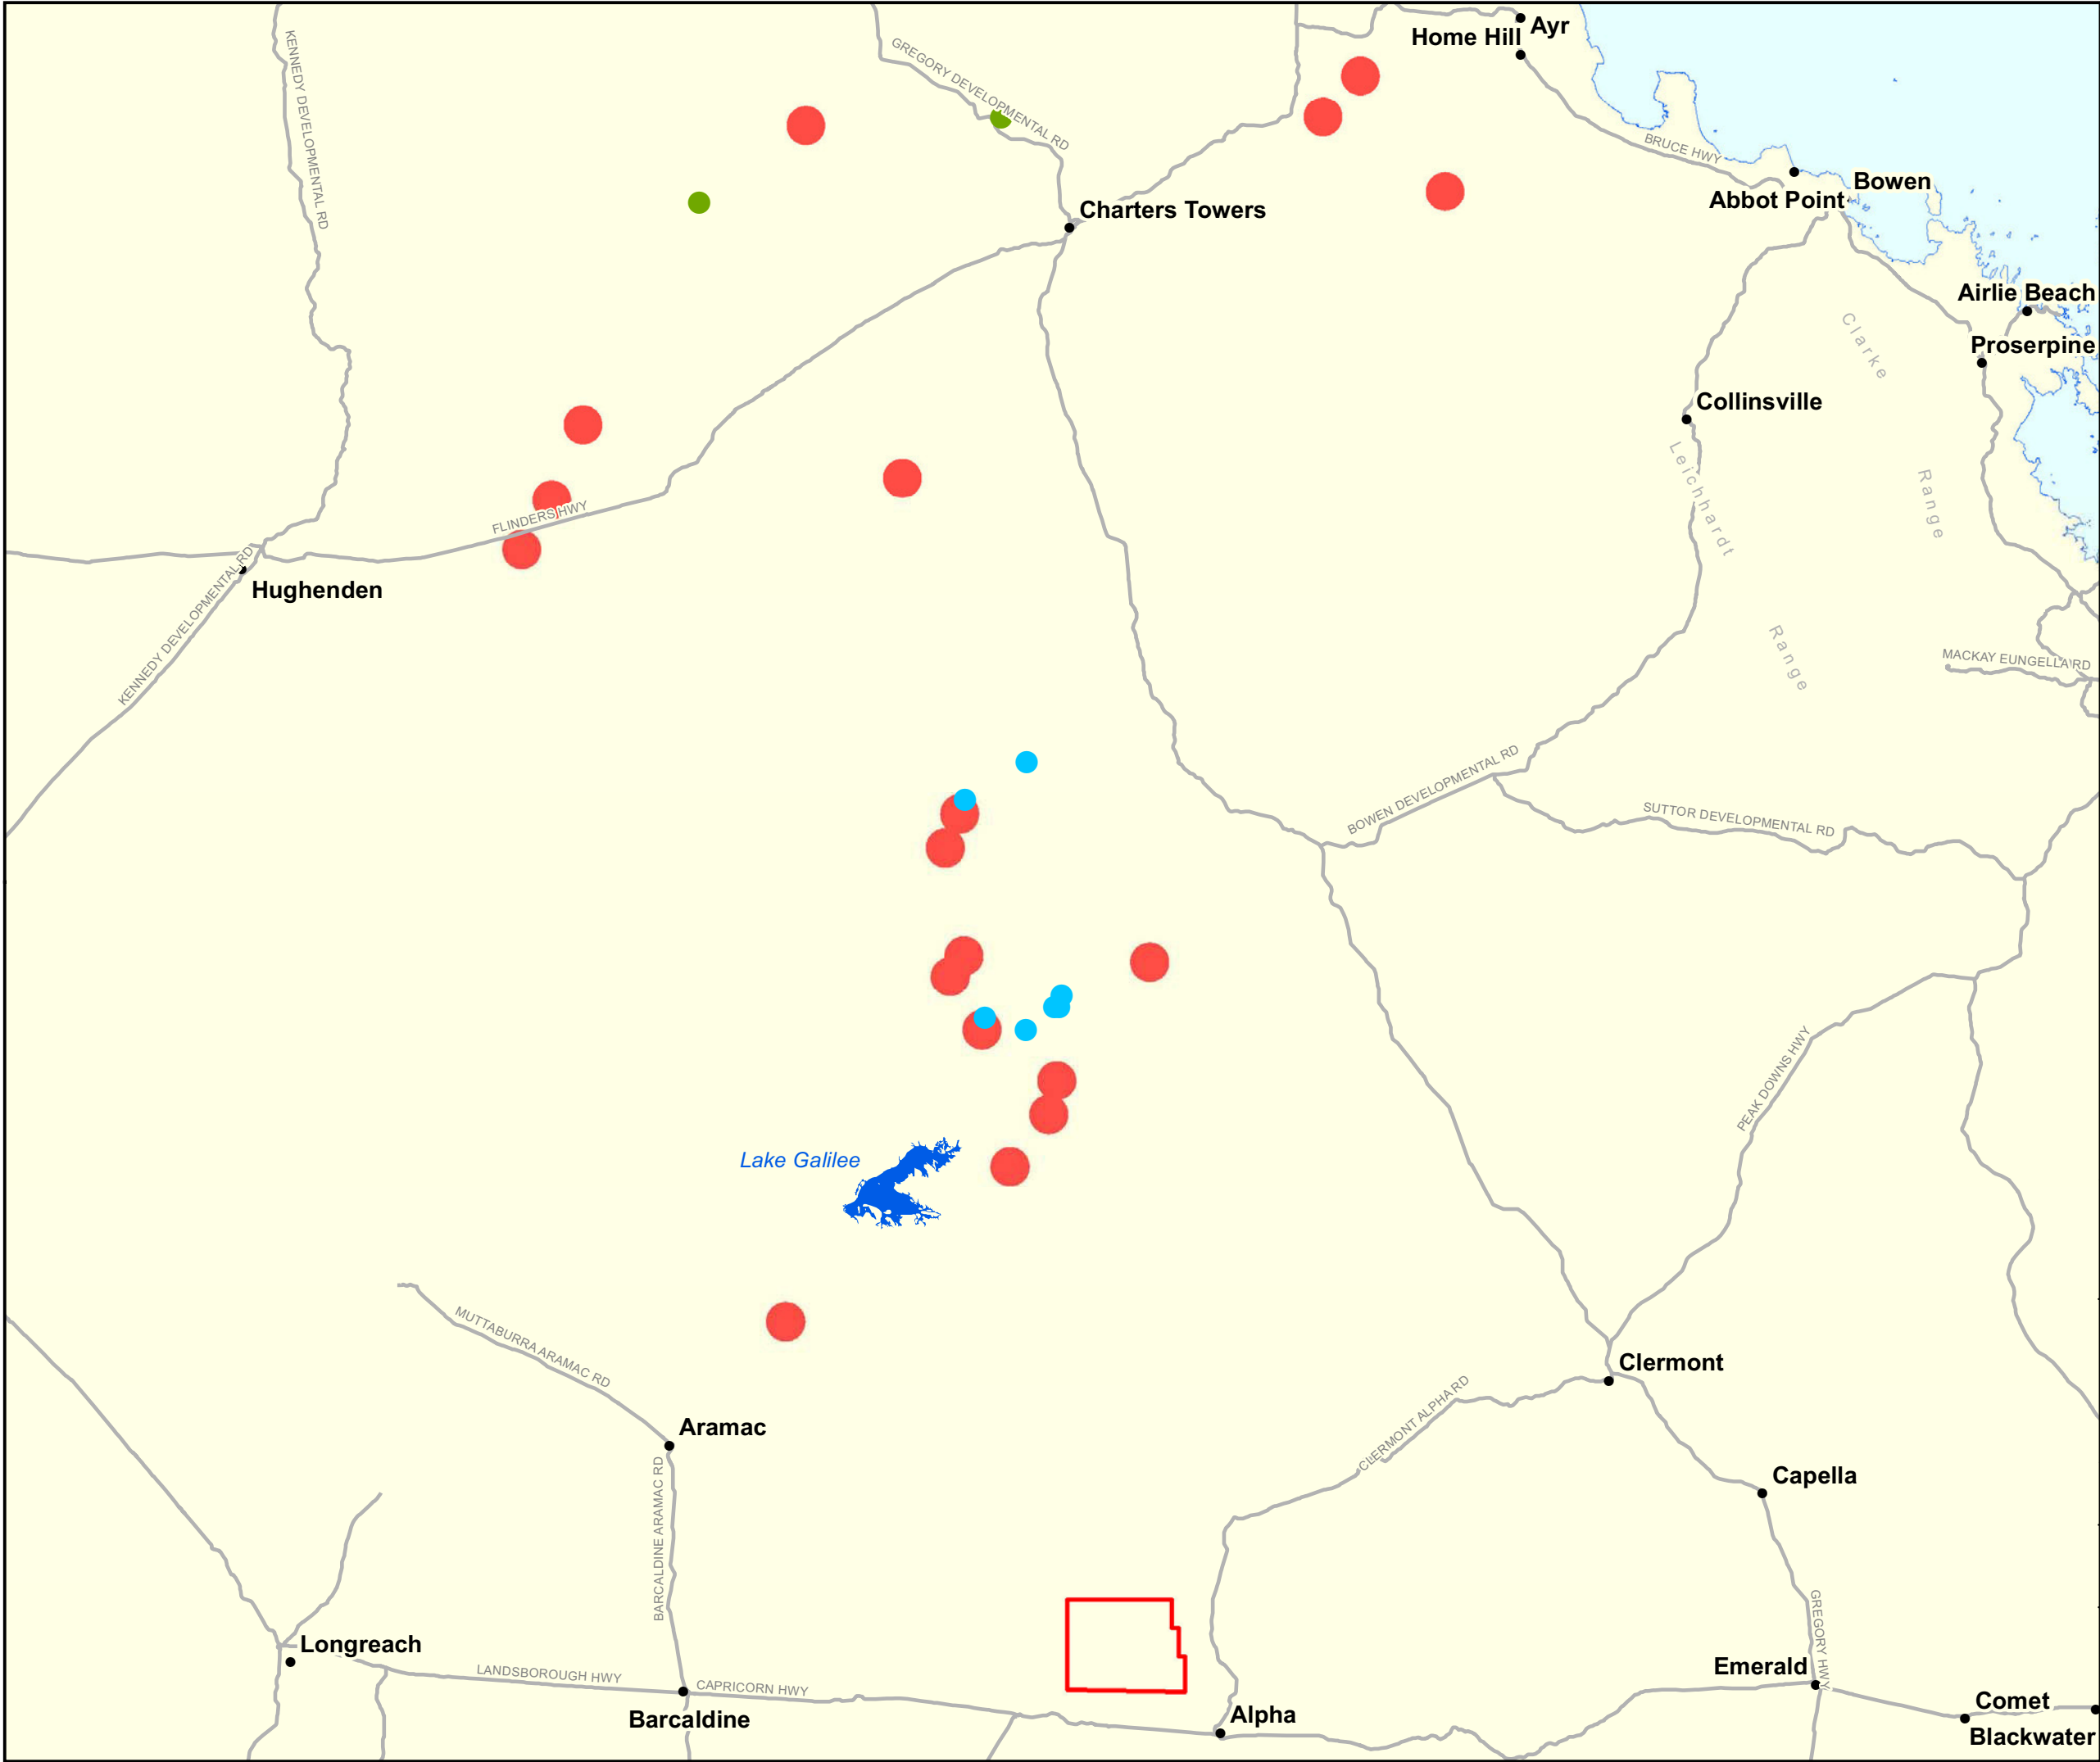 Ayr
Home Hill
KENNEDY DEVELOPMENTAL RD
GREGORY DEVELOPMENTAL RD
BRUCE HWY
Bowen
Abbot Point
Charters Towers
Airlie Beach
Clarke
Range
Proserpine
Collinsville
Leichhardt
Range
FLINDERS HWY
Hughenden
KENNEDY DEVELOPMENTAL RD
MACKAY EUNGELLA RD
BOWEN DEVELOPMENTAL RD
SUTTOR DEVELOPMENTAL RD
PEAK DOWNS HWY
Lake Galilee
MUTTABURRA ARAMAC RD
Clermont
CLERMONT ALPHA RD
Aramac
BARCALDINE ARAMAC RD
Capella
GREGORY HWY
Longreach
LANDSBOROUGH HWY
CAPRICORN HWY
Barcaldine
Alpha
Emerald
Comet
Blackwater